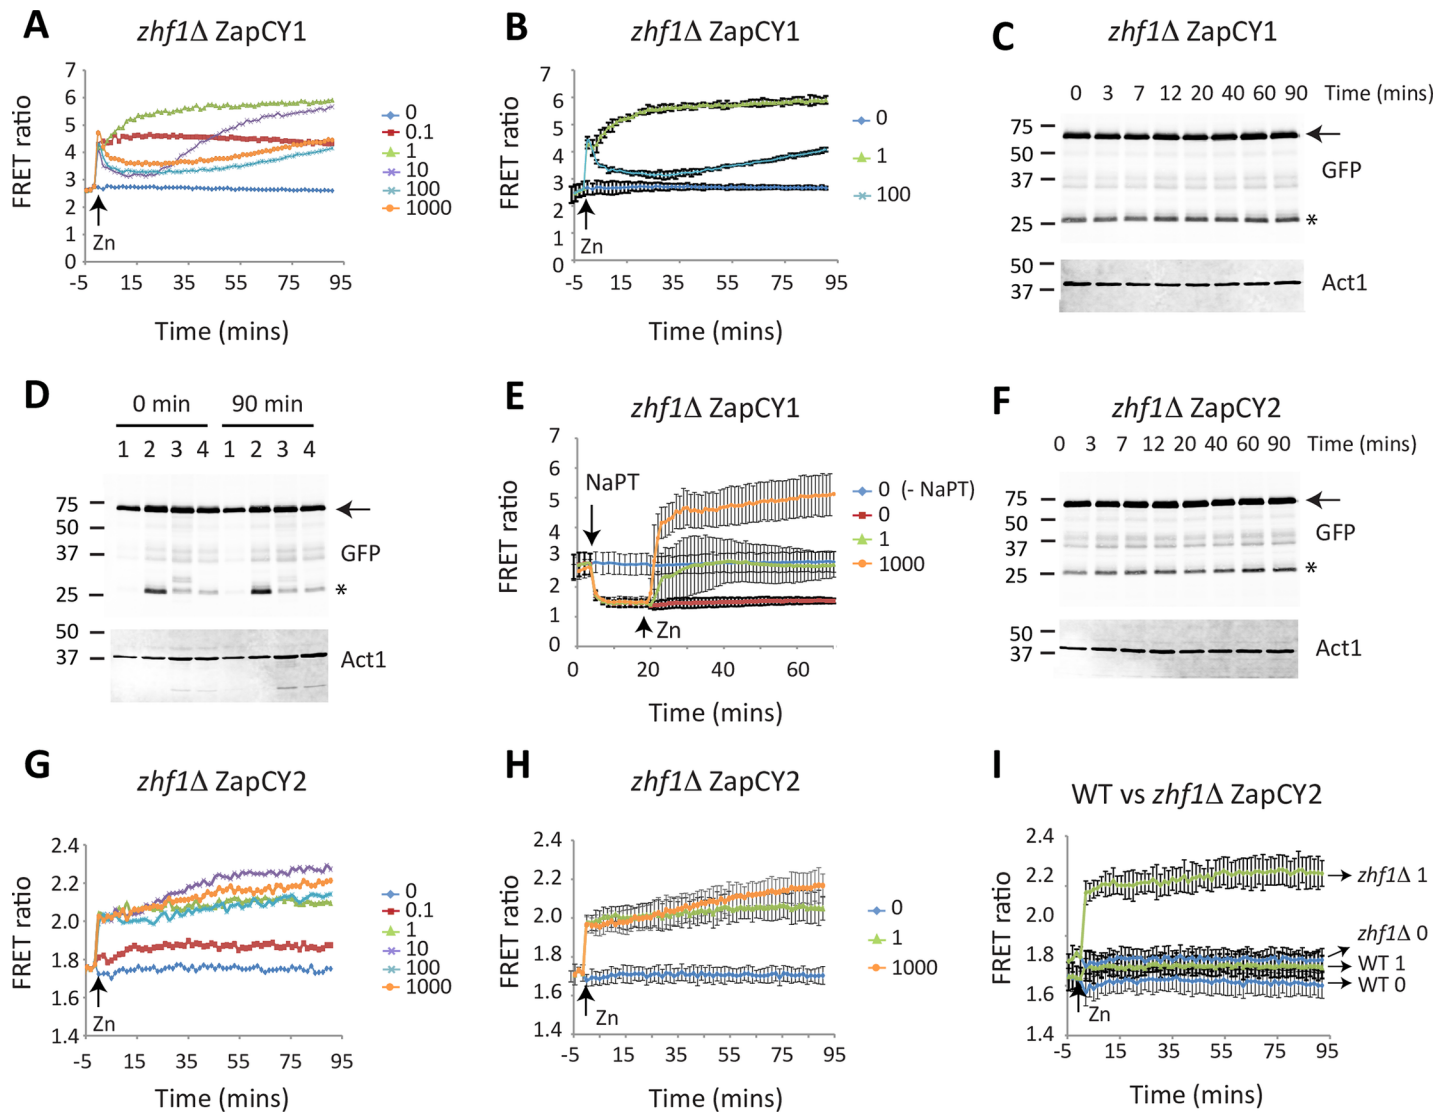 A
zhf1Δ ZapCY1
FRET ratio
7
6
5
4
3
2
1
0
Zn
-5 15 35 55 75 95
Time (mins)
0
0.1
1
10
100
1000
B
zhf1Δ ZapCY1
FRET ratio
7
6
5
4
3
2
1
0
Zn
-5 15 35 55 75 95
Time (mins)
0
1
100
C
zhf1Δ ZapCY1
0 3 7 12 20 40 60 90 Time (mins)
75
50
37
25
GFP
*
50
37
Act1
D
0 min 90 min
1 2 3 4 1 2 3 4
75
50
37
25
GFP
*
50
37
Act1
E
zhf1Δ ZapCY1
FRET ratio
7
6
5
4
3
2
1
0
NaPT
Zn
0 20 40 60
Time (mins)
0 (- NaPT)
0
1
1000
F
zhf1Δ ZapCY2
0 3 7 12 20 40 60 90 Time (mins)
75
50
37
25
GFP
*
50
37
Act1
G
zhf1Δ ZapCY2
FRET ratio
2.4
2.2
2.0
1.8
1.6
1.4
Zn
-5 15 35 55 75 95
Time (mins)
0
0.1
1
10
100
1000
H
zhf1Δ ZapCY2
FRET ratio
2.4
2.2
2.0
1.8
1.6
1.4
Zn
-5 15 35 55 75 95
Time (mins)
0
1
1000
I
WT vs zhf1Δ ZapCY2
FRET ratio
2.4
2.2
2.0
1.8
1.6
1.4
Zn
-5 15 35 55 75 95
Time (mins)
zhf1Δ 1
zhf1Δ 0
WT 1
WT 0